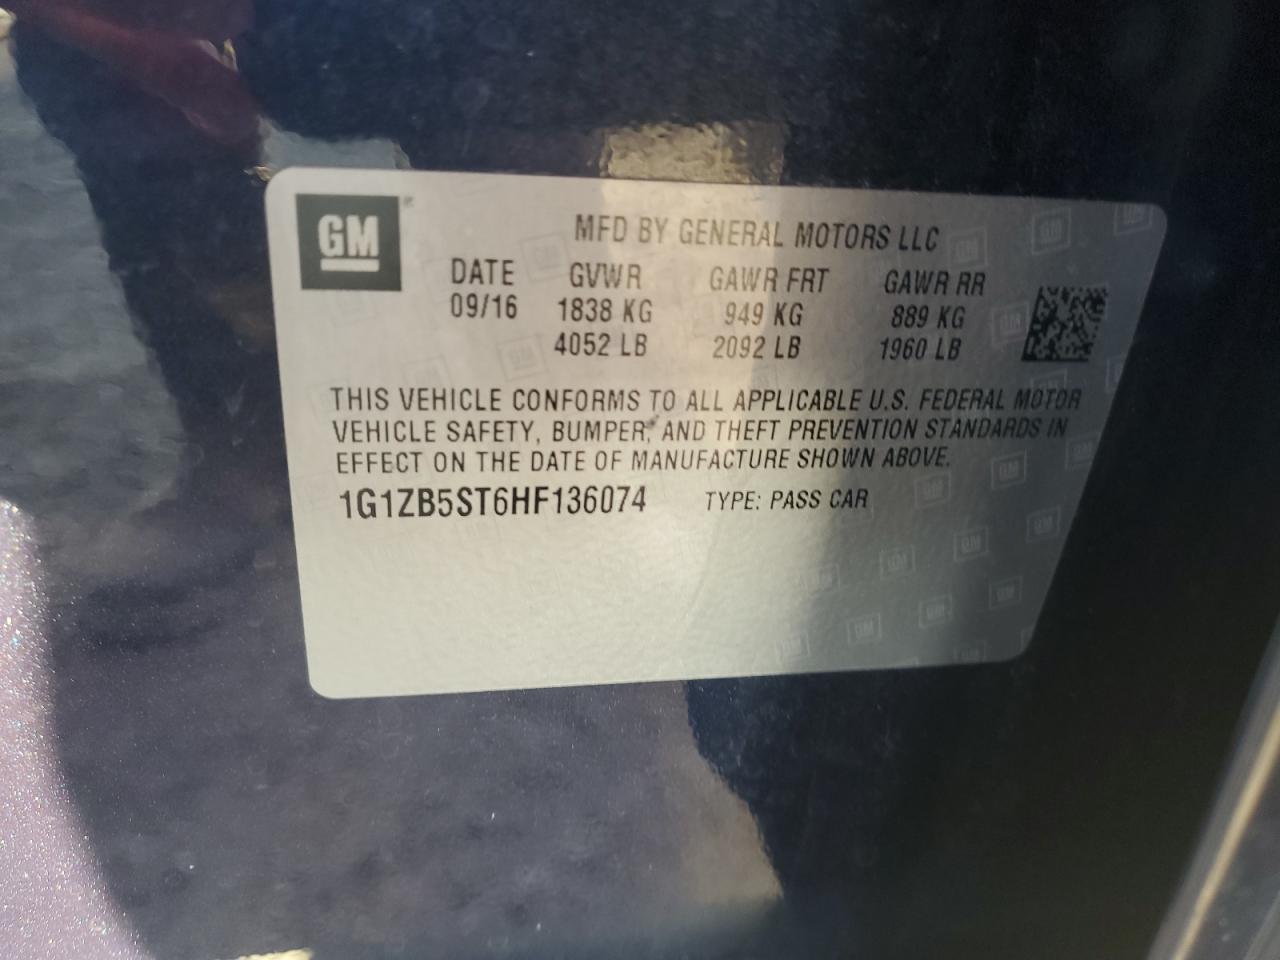 GM
MFD BY GENERAL MOTORS LLC
DATE GVWR GAWR FRT GAWR RR
09/16 1838 KG 949 KG 889 KG
4052 LB 2092 LB 1960 LB
THIS VEHICLE CONFORMS TO ALL APPLICABLE U.S. FEDERAL MOTOR
VEHICLE SAFETY, BUMPER, AND THEFT PREVENTION STANDARDS IN
EFFECT ON THE DATE OF MANUFACTURE SHOWN ABOVE.
1G1ZB5ST6HF136074 TYPE: PASS CAR